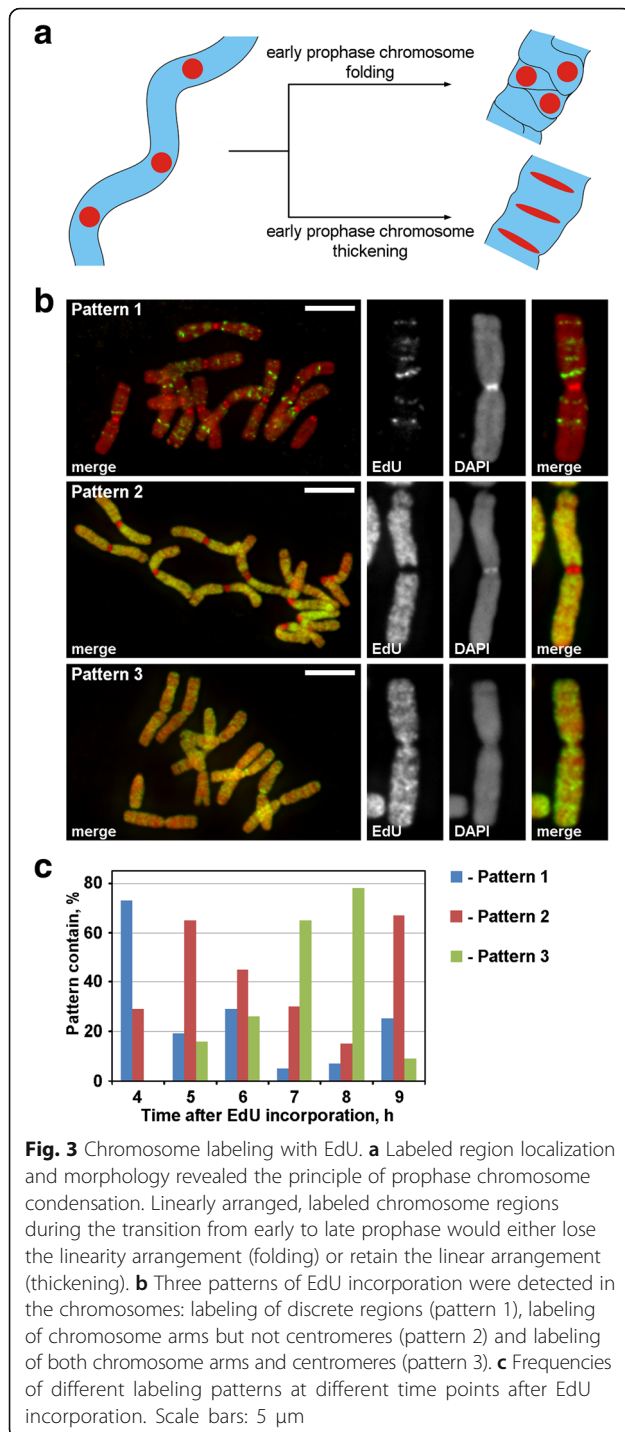 a
early prophase chromosome
folding
early prophase chromosome
thickening
b
Pattern 1
merge
EdU
DAPI
merge
Pattern 2
merge
EdU
DAPI
merge
Pattern 3
merge
EdU
DAPI
merge
c
Pattern contain, %
80
60
40
20
0
4 5 6 7 8 9
Time after EdU incorporation, h
- Pattern 1
- Pattern 2
- Pattern 3
Fig. 3 Chromosome labeling with EdU. a Labeled region localization
and morphology revealed the principle of prophase chromosome
condensation. Linearly arranged, labeled chromosome regions
during the transition from early to late prophase would either lose
the linearity arrangement (folding) or retain the linear arrangement
(thickening). b Three patterns of EdU incorporation were detected in
the chromosomes: labeling of discrete regions (pattern 1), labeling
of chromosome arms but not centromeres (pattern 2) and labeling
of both chromosome arms and centromeres (pattern 3). c Frequencies
of different labeling patterns at different time points after EdU
incorporation. Scale bars: 5 μm